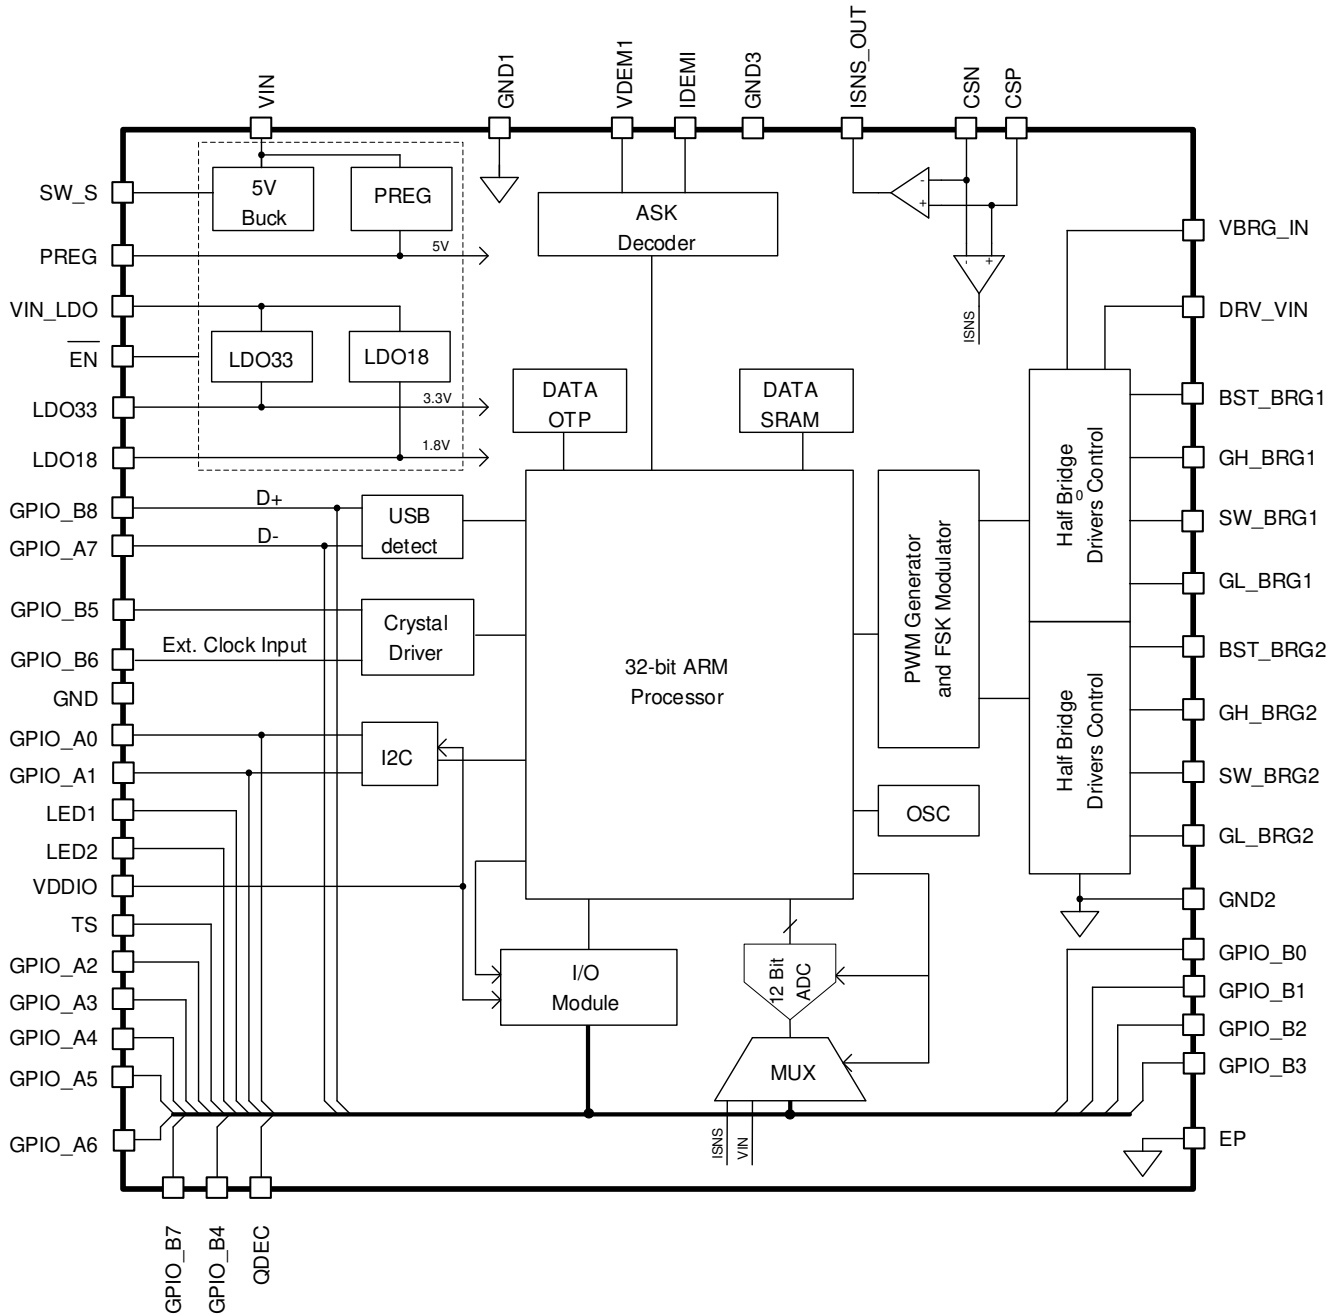 VIN
GND1
VDEM1
IDEMI
GND3
ISNS_OUT
CSN
CSP
SW_S
PREG
VIN_LDO
EN
LDO33
LDO18
GPIO_B8
GPIO_A7
GPIO_B5
GPIO_B6
GND
GPIO_A0
GPIO_A1
LED1
LED2
VDDIO
TS
GPIO_A2
GPIO_A3
GPIO_A4
GPIO_A5
GPIO_A6
5V
Buck
PREG
5V
LDO33
LDO18
3.3V
1.8V
D+
D-
USB
detect
Ext. Clock Input
Crystal
Driver
I2C
ASK
Decoder
-
+
-
+
ISNS
DATA
OTP
DATA
SRAM
32-bit ARM
Processor
PWM Generator
and FSK Modulator
Half Bridge
Drivers Control
0
Half Bridge
Drivers Control
OSC
I/O
Module
12 Bit
ADC
MUX
ISNS
VIN
VBRG_IN
DRV_VIN
BST_BRG1
GH_BRG1
SW_BRG1
GL_BRG1
BST_BRG2
GH_BRG2
SW_BRG2
GL_BRG2
GND2
GPIO_B0
GPIO_B1
GPIO_B2
GPIO_B3
EP
GPIO_B7
GPIO_B4
QDEC